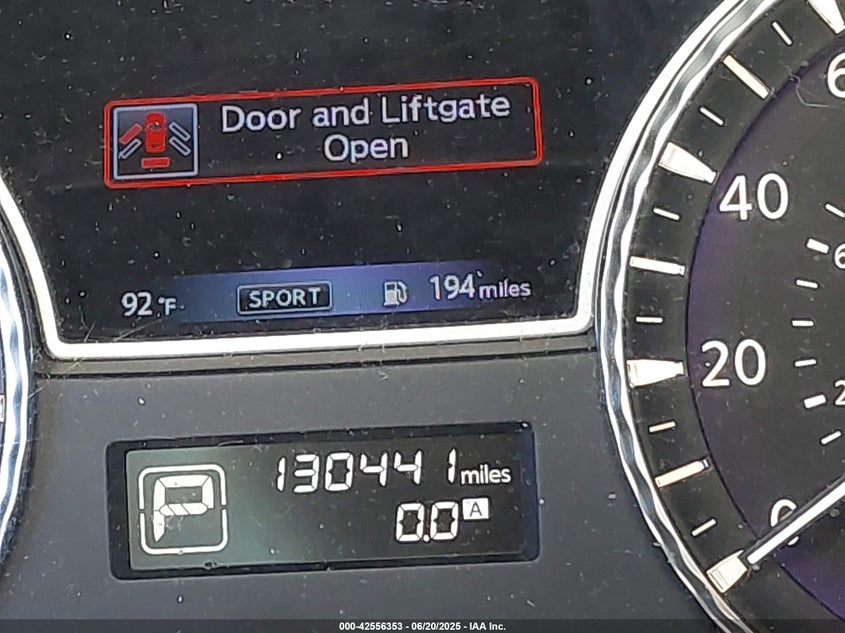 Door and Liftgate
Open
92°F
SPORT
194 miles
P
130441 miles
0.0 A
40
20
0
000-42556353 - 06/20/2025 - IAA Inc.